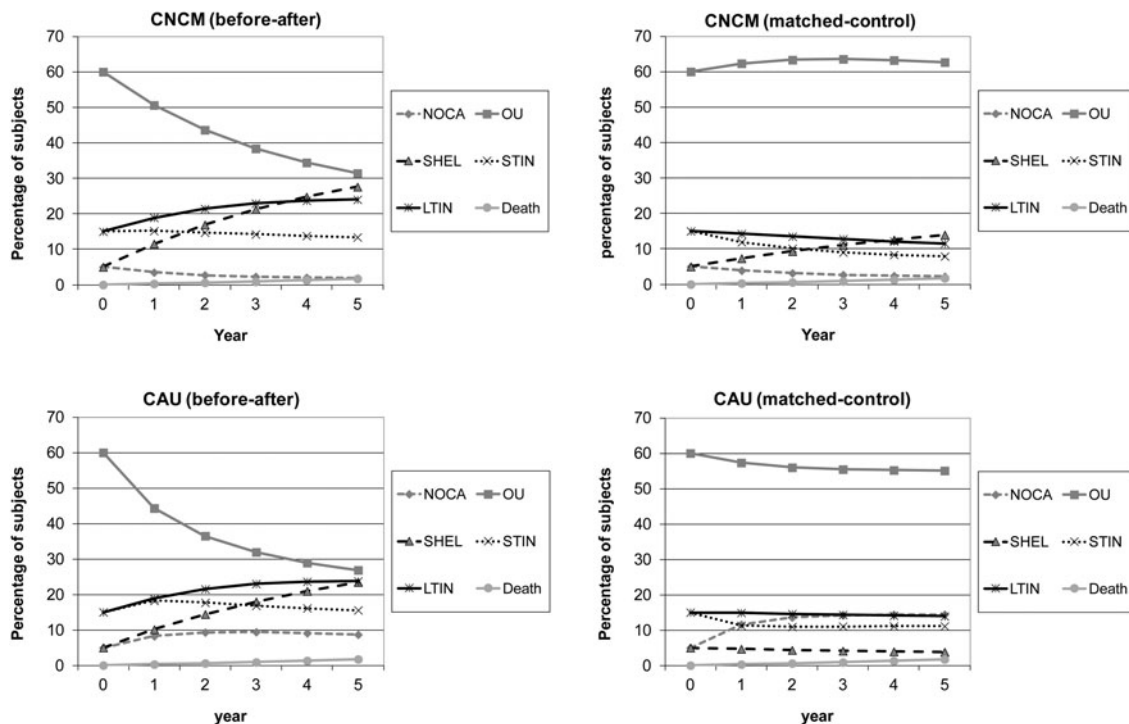 CNCM (before-after)
Percentage of subjects
70
60
50
40
30
20
10
0
0 1 2 3 4 5
Year
NOCA OU
SHEL STIN
LTIN Death
CNCM (matched-control)
percentage of subjects
70
60
50
40
30
20
10
0
0 1 2 3 4 5
Year
NOCA OU
SHEL STIN
LTIN Death
CAU (before-after)
Percentage of subjects
70
60
50
40
30
20
10
0
0 1 2 3 4 5
year
NOCA OU
SHEL STIN
LTIN Death
CAU (matched-control)
Percentage of subjects
70
60
50
40
30
20
10
0
0 1 2 3 4 5
year
NOCA OU
SHEL STIN
LTIN Death